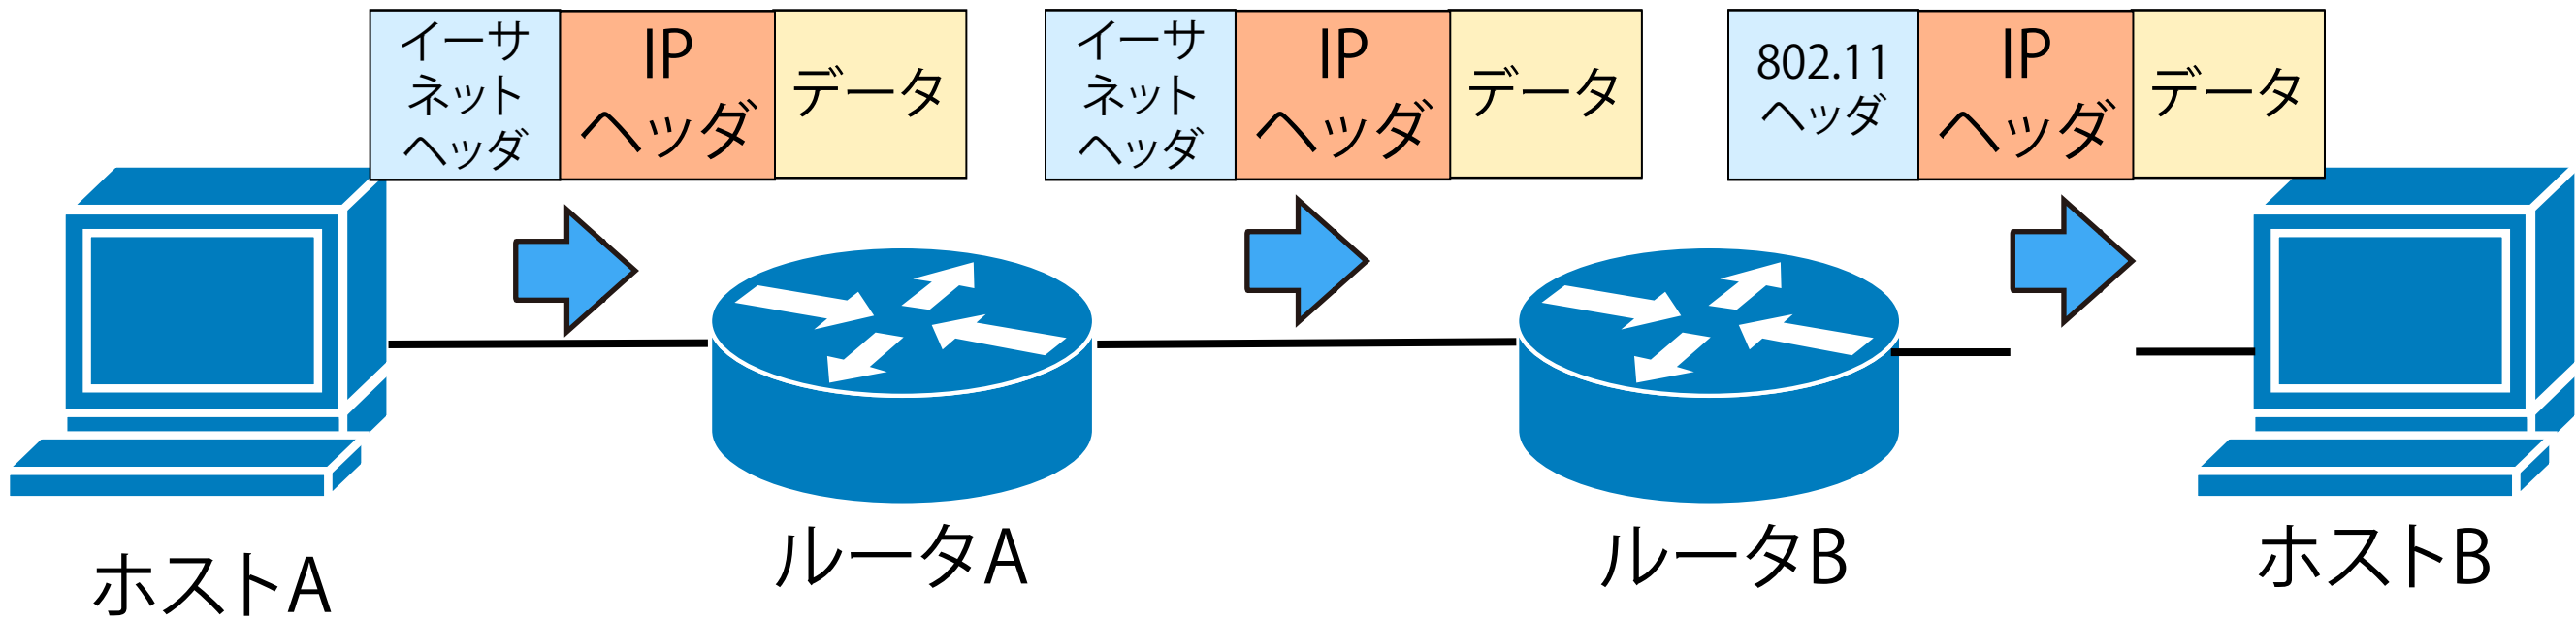 イーサ
ネット
ヘッダ
IP
ヘッダ
データ
イーサ
ネット
ヘッダ
IP
ヘッダ
データ
802.11
ヘッダ
IP
ヘッダ
データ
ホストA
ルータA
ルータB
ホストB